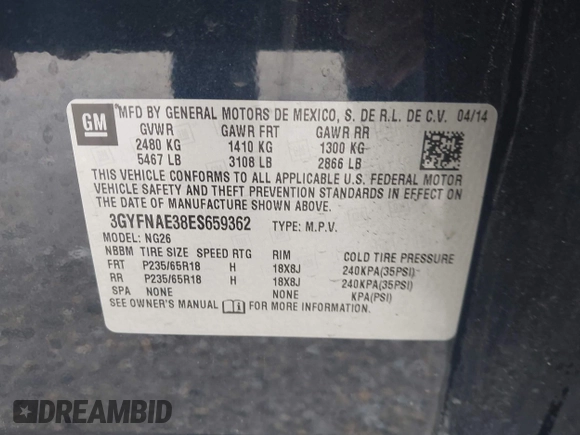 GM
MFD BY GENERAL MOTORS DE MEXICO, S. DE R.L. DE C.V. 04/14
GVWR GAWR FRT GAWR RR
2480 KG 1410 KG 1300 KG
5467 LB 3108 LB 2866 LB
THIS VEHICLE CONFORMS TO ALL APPLICABLE U.S. FEDERAL MOTOR
VEHICLE SAFETY AND THEFT PREVENTION STANDARDS IN EFFECT ON
THE DATE OF MANUFACTURE SHOWN ABOVE.
3GYFNAE38ES659362 TYPE: M.P.V.
MODEL: NG26
NBBM TIRE SIZE SPEED RTG RIM COLD TIRE PRESSURE
FRT P235/65R18 H 18X8J 240KPA(35PSI)
RR P235/65R18 H 18X8J 240KPA(35PSI)
SPA NONE NONE KPA(PSI)
SEE OWNER'S MANUAL FOR MORE INFORMATION.
DREAMBID